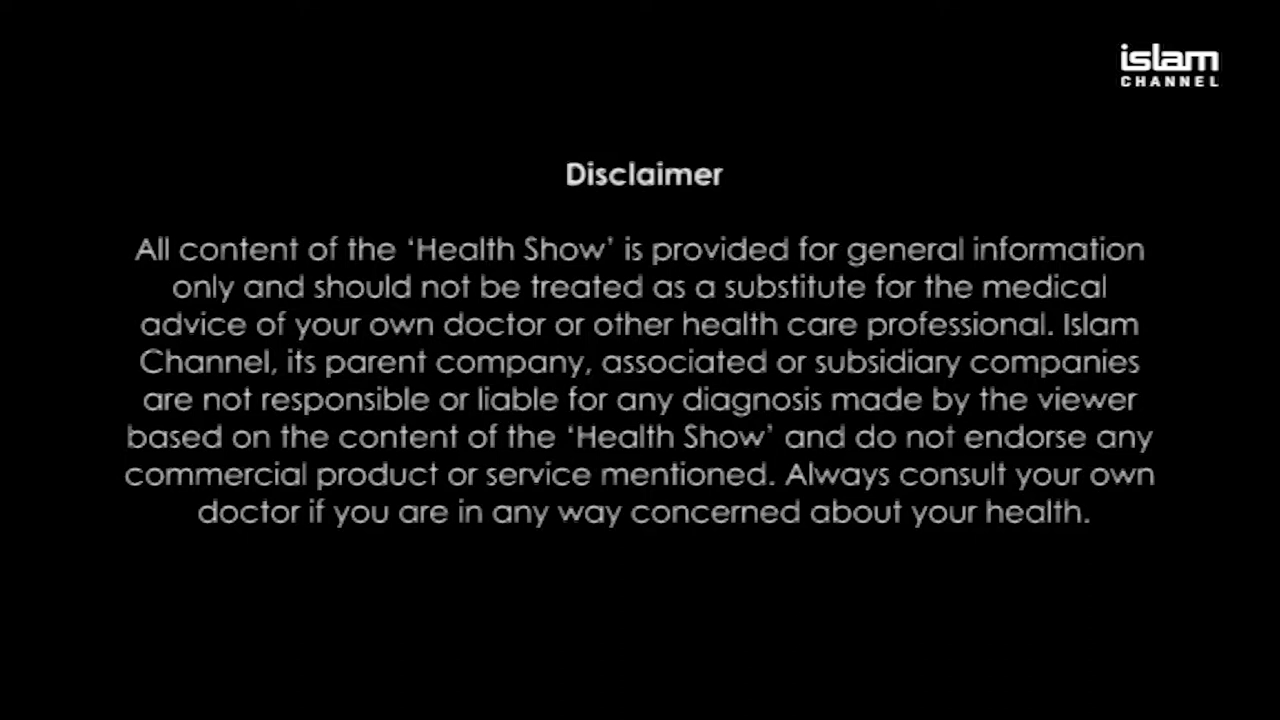 islam
CHANNEL
Disclaimer
All content of the ‘Health Show’ is provided for general information
only and should not be treated as a substitute for the medical
advice of your own doctor or other health care professional. Islam
Channel, its parent company, associated or subsidiary companies
are not responsible or liable for any diagnosis made by the viewer
based on the content of the ‘Health Show’ and do not endorse any
commercial product or service mentioned. Always consult your own
doctor if you are in any way concerned about your health.